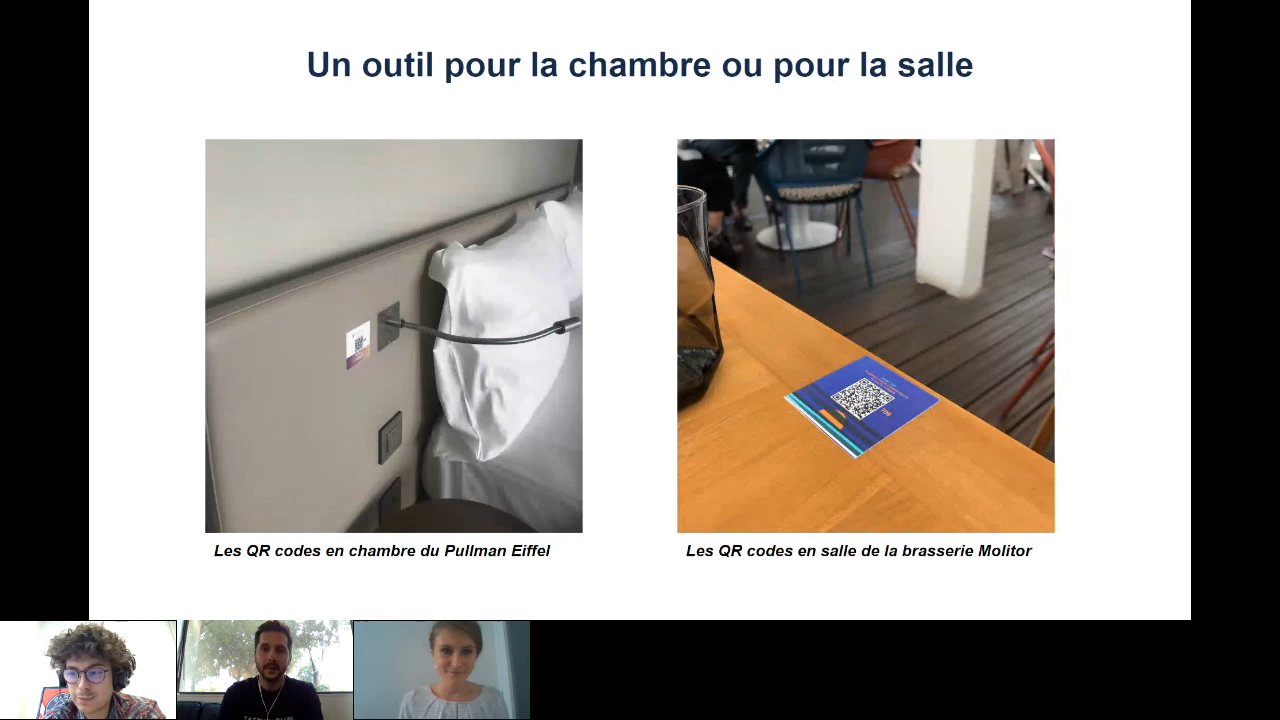 Un outil pour la chambre ou pour la salle
Les QR codes en chambre du Pullman Eiffel
Les QR codes en salle de la brasserie Molitor